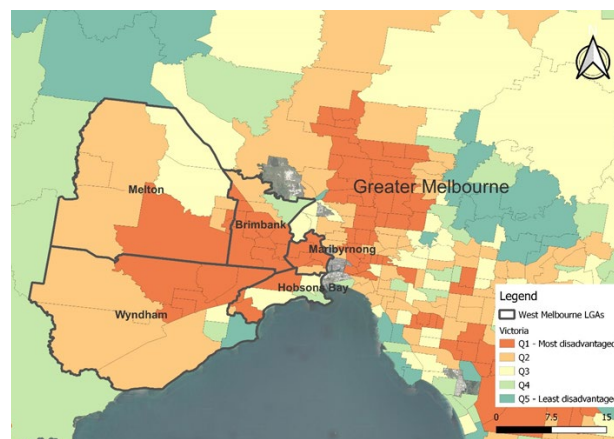 Greater Melbourne
Melton
Brimbank
Maribyrnong
Hobsons Bay
Wyndham
Legend
West Melbourne LGAs
Victoria
Q1 - Most disadvantaged
Q2
Q3
Q4
Q5 - Least disadvantaged
0 7.5 15